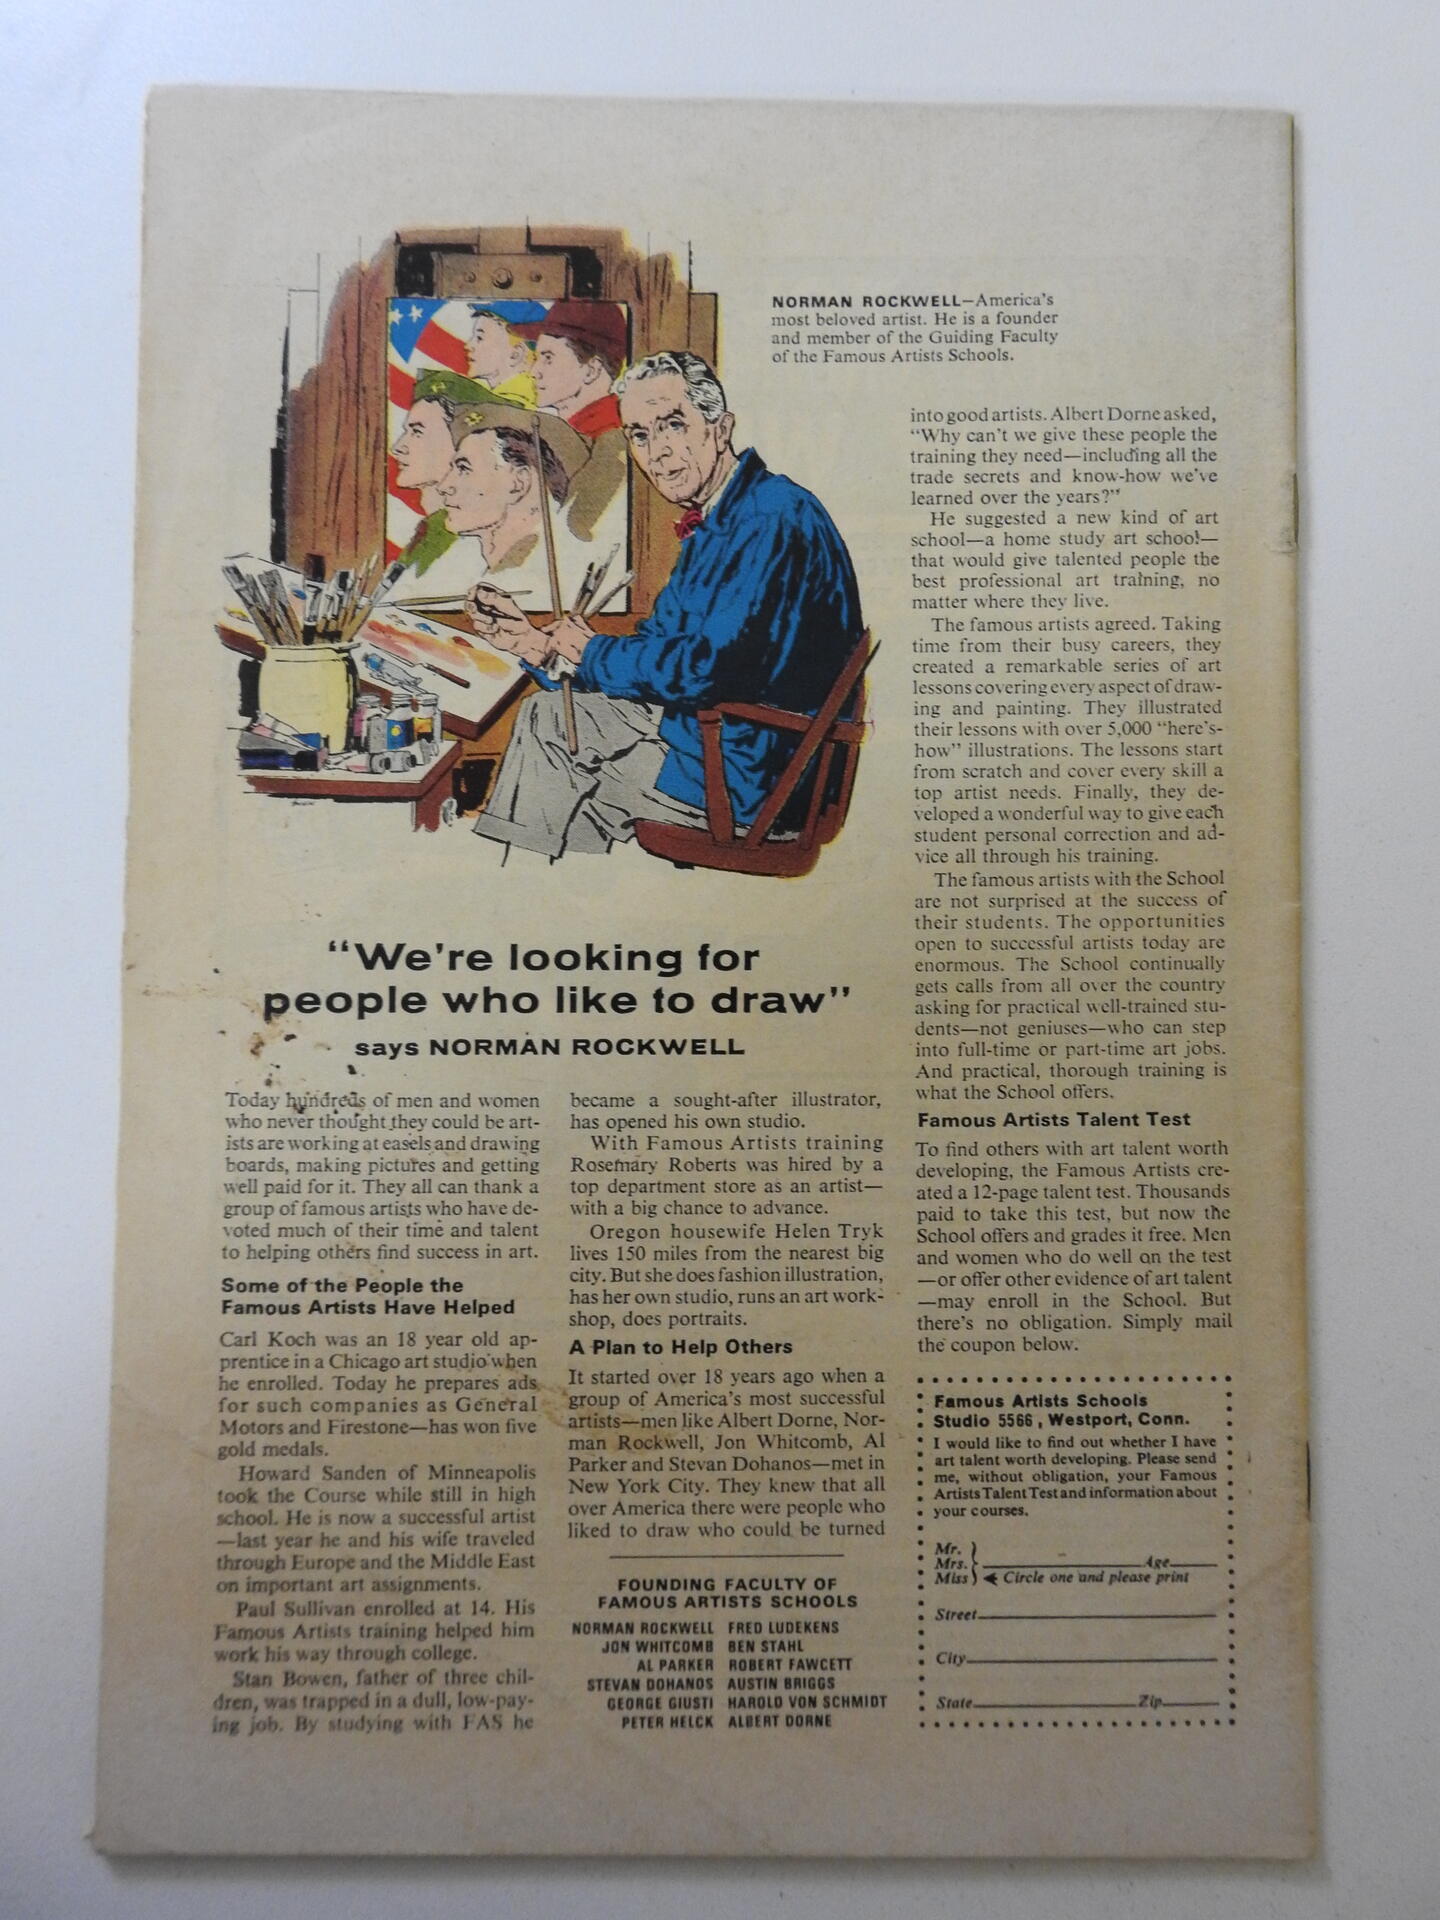 NORMAN ROCKWELL—America's
most beloved artist. He is a founder
and member of the Guiding Faculty
of the Famous Artists Schools.
"We're looking for
people who like to draw"
says NORMAN ROCKWELL
Today hundreds of men and women
who never thought they could be art-
ists are working at easels and drawing
boards, making pictures and getting
well paid for it. They all can thank a
group of famous artists who have de-
voted much of their time and talent
to helping others find success in art.
Some of the People the
Famous Artists Have Helped
Carl Koch was an 18 year old ap-
prentice in a Chicago art studio when
he enrolled. Today he prepares ads
for such companies as General
Motors and Firestone—has won five
gold medals.
Howard Sanden of Minneapolis
took the Course while still in high
school. He is now a successful artist
—last year he and his wife traveled
through Europe and the Middle East
on important art assignments.
Paul Sullivan enrolled at 14. His
Famous Artists training helped him
work his way through college.
Stan Bowen, father of three chil-
dren, was trapped in a dull, low-pay-
ing job. By studying with FAS he
became a sought-after illustrator,
has opened his own studio.
With Famous Artists training
Rosemary Roberts was hired by a
top department store as an artist—
with a big chance to advance.
Oregon housewife Helen Tryk
lives 150 miles from the nearest big
city. But she does fashion illustration,
has her own studio, runs an art work-
shop, does portraits.
A Plan to Help Others
It started over 18 years ago when a
group of America's most successful
artists—men like Albert Dorne, Nor-
man Rockwell, Jon Whitcomb, Al
Parker and Stevan Dohanos—met in
New York City. They knew that all
over America there were people who
liked to draw who could be turned
FOUNDING FACULTY OF
FAMOUS ARTISTS SCHOOLS
NORMAN ROCKWELL FRED LUDEKENS
JON WHITCOMB BEN STAHL
AL PARKER ROBERT FAWCETT
STEVAN DOHANOS AUSTIN BRIGGS
GEORGE GIUSTI HAROLD VON SCHMIDT
PETER HELCK ALBERT DORNE
into good artists. Albert Dorne asked,
"Why can't we give these people the
training they need—including all the
trade secrets and know-how we've
learned over the years?"
He suggested a new kind of art
school—a home study art school—
that would give talented people the
best professional art training, no
matter where they live.
The famous artists agreed. Taking
time from their busy careers, they
created a remarkable series of art
lessons covering every aspect of draw-
ing and painting. They illustrated
their lessons with over 5,000 "here's-
how" illustrations. The lessons start
from scratch and cover every skill a
top artist needs. Finally, they de-
veloped a wonderful way to give each
student personal correction and ad-
vice all through his training.
The famous artists with the School
are not surprised at the success of
their students. The opportunities
open to successful artists today are
enormous. The School continually
gets calls from all over the country
asking for practical well-trained stu-
dents—not geniuses—who can step
into full-time or part-time art jobs.
And practical, thorough training is
what the School offers.
Famous Artists Talent Test
To find others with art talent worth
developing, the Famous Artists cre-
ated a 12-page talent test. Thousands
paid to take this test, but now the
School offers and grades it free. Men
and women who do well on the test
—or offer other evidence of art talent
—may enroll in the School. But
there's no obligation. Simply mail
the coupon below.
Famous Artists Schools
Studio 5566, Westport, Conn.
I would like to find out whether I have
art talent worth developing. Please send
me, without obligation, your Famous
Artists Talent Test and information about
your courses.
Mr.
Mrs. Age
Miss Circle one and please print
Street
City
State Zip